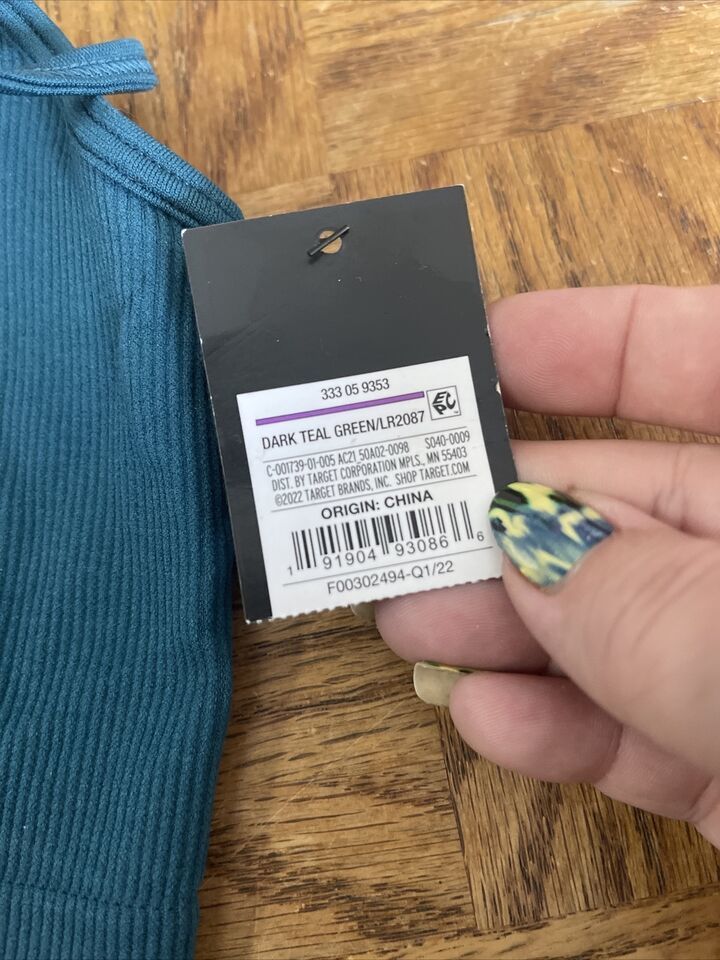 333 05 9353
EPC
DARK TEAL GREEN/LR2087
C-001739-01-005 AC21 50A02-0098 S040-0009
DIST. BY TARGET CORPORATION MPLS., MN 55403
©2022 TARGET BRANDS, INC. SHOP TARGET.COM
ORIGIN: CHINA
1 91904 93086 6
F00302494-Q1/22